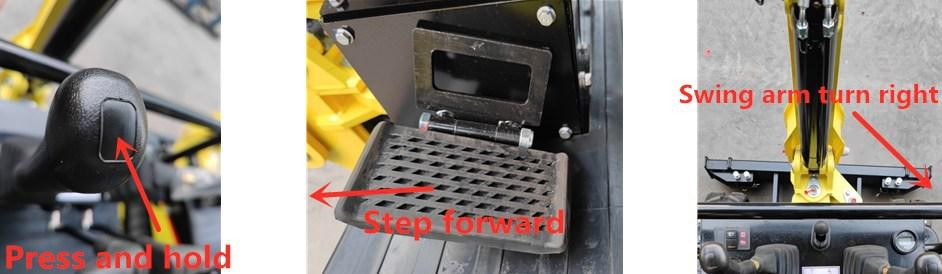 Press and hold
Step forward
Swing arm turn right